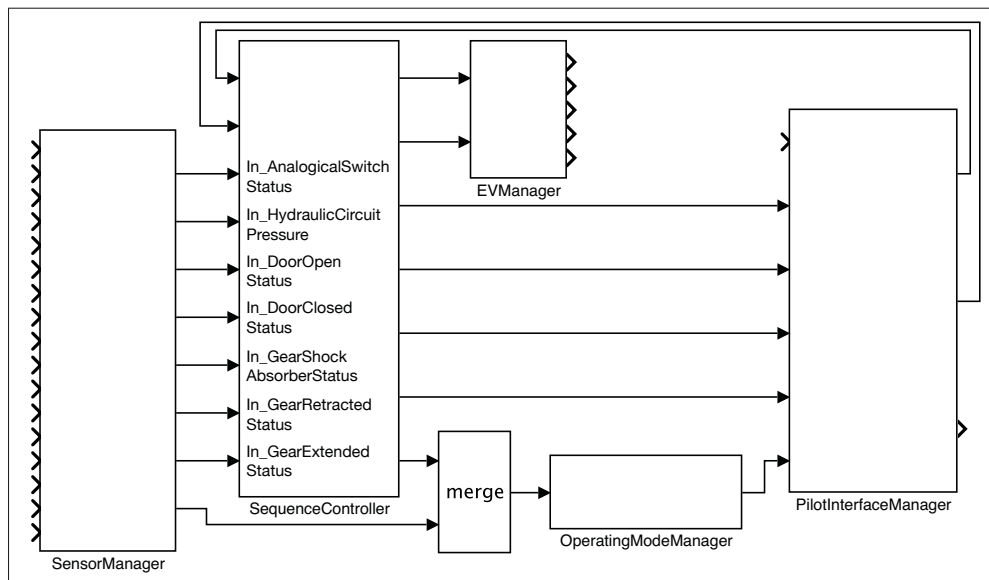 In_AnalogicalSwitch
Status
In_HydraulicCircuit
Pressure
In_DoorOpen
Status
In_DoorClosed
Status
In_GearShock
AbsorberStatus
In_GearRetracted
Status
In_GearExtended
Status
SequenceController
EVManager
merge
OperatingModeManager
PilotInterfaceManager
SensorManager